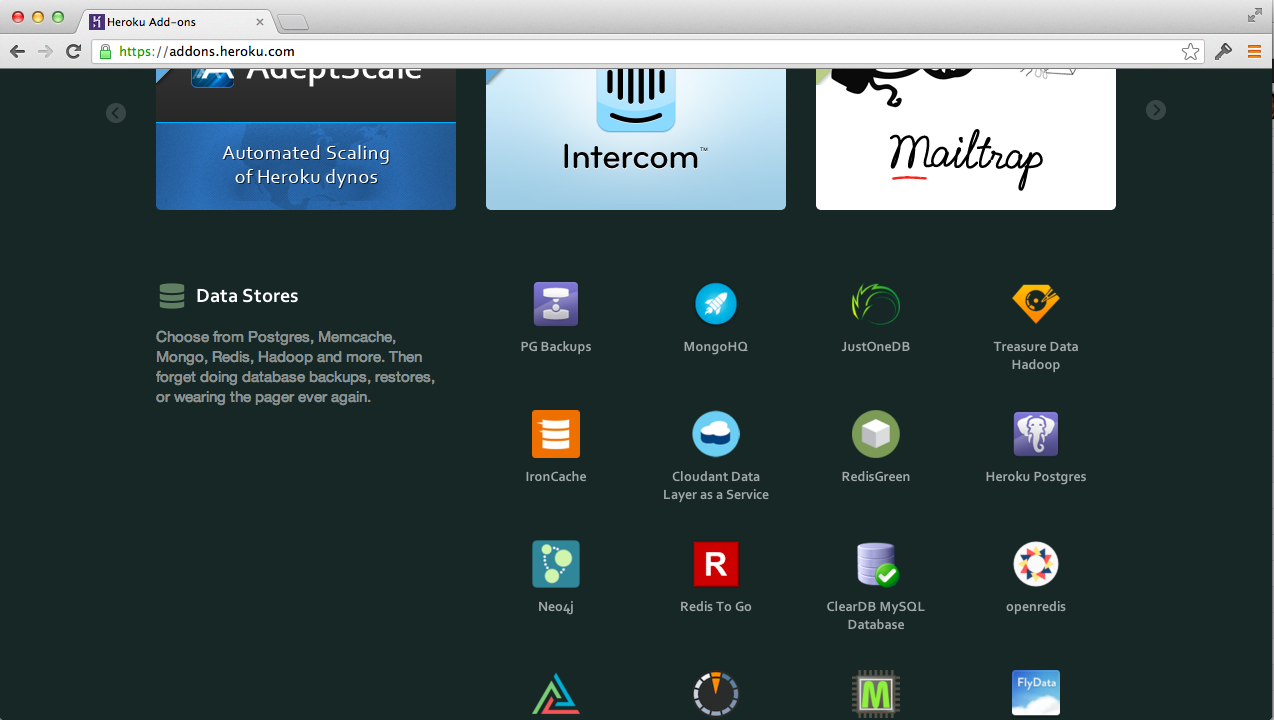 Heroku Add-ons
https://addons.heroku.com
AdeptScale
Automated Scaling
of Heroku dynos
Intercom™
Mailtrap
Data Stores
Choose from Postgres, Memcache,
Mongo, Redis, Hadoop and more. Then
forget doing database backups, restores,
or wearing the pager ever again.
PG Backups
MongoHQ
JustOneDB
Treasure Data
Hadoop
IronCache
Cloudant Data
Layer as a Service
RedisGreen
Heroku Postgres
Neo4j
R
Redis To Go
ClearDB MySQL
Database
openredis
M
FlyData